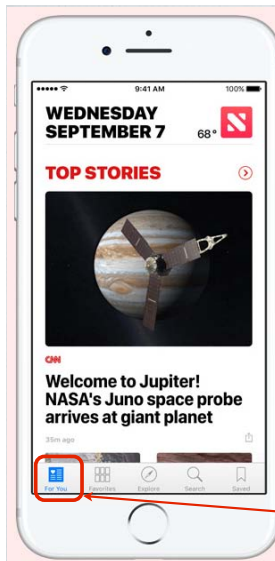 9:41 AM
100%
WEDNESDAY
SEPTEMBER 7
68°
TOP STORIES
CNN
Welcome to Jupiter!
NASA's Juno space probe
arrives at giant planet
35m ago
For You
Favorites
Explore
Search
Saved